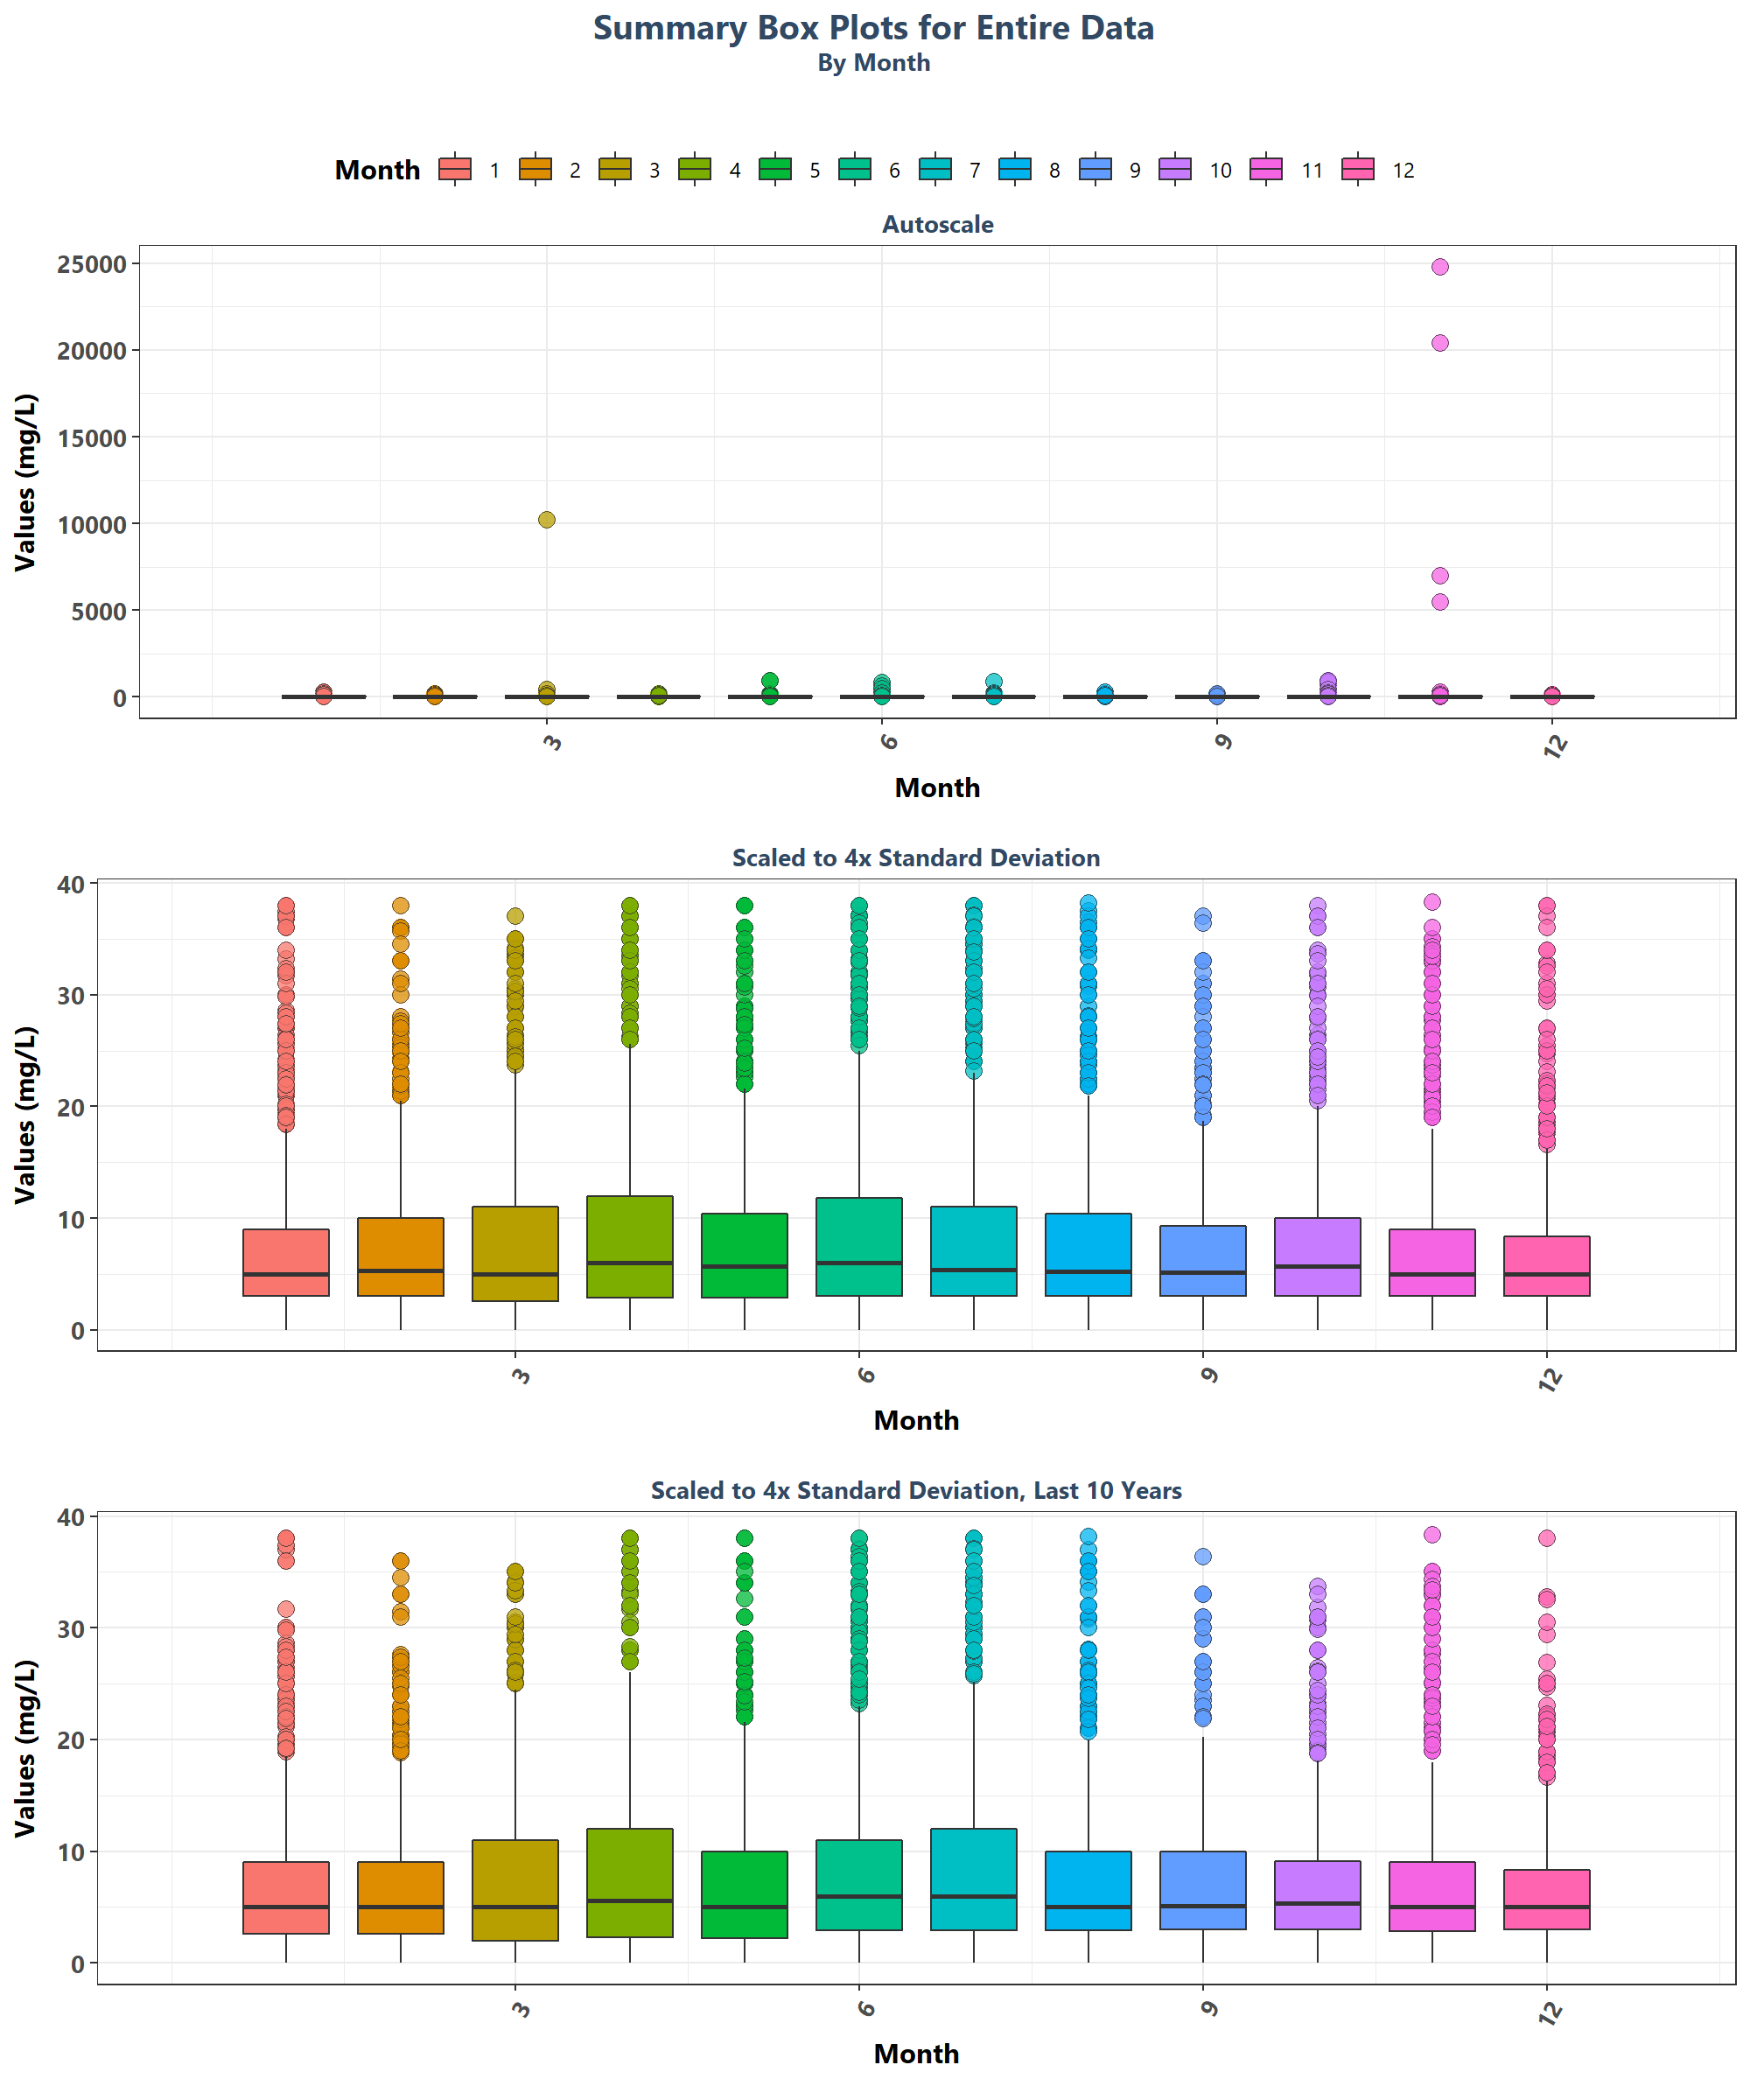 Summary Box Plots for Entire Data
By Month
Month 1 2 3 4 5 6 7 8 9 10 11 12
Autoscale
Values (mg/L)
25000
20000
15000
10000
5000
0
3 6 9 12
Month
Scaled to 4x Standard Deviation
Values (mg/L)
40
30
20
10
0
3 6 9 12
Month
Scaled to 4x Standard Deviation, Last 10 Years
Values (mg/L)
40
30
20
10
0
3 6 9 12
Month